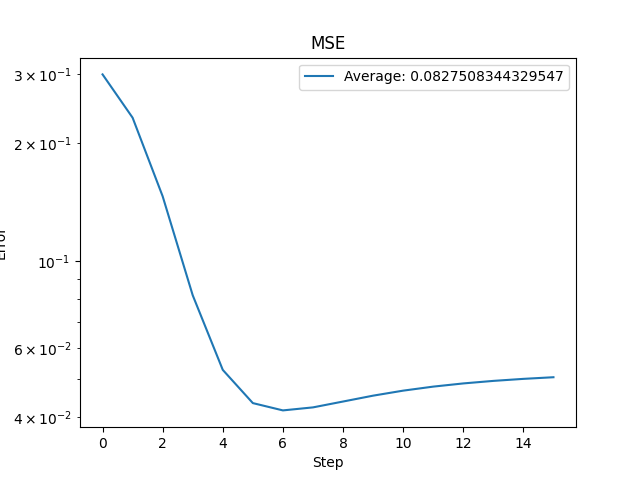 MSE
Average: 0.0827508344329547
3 × 10⁻¹
2 × 10⁻¹
10⁻¹
6 × 10⁻²
4 × 10⁻²
Error
0 2 4 6 8 10 12 14
Step